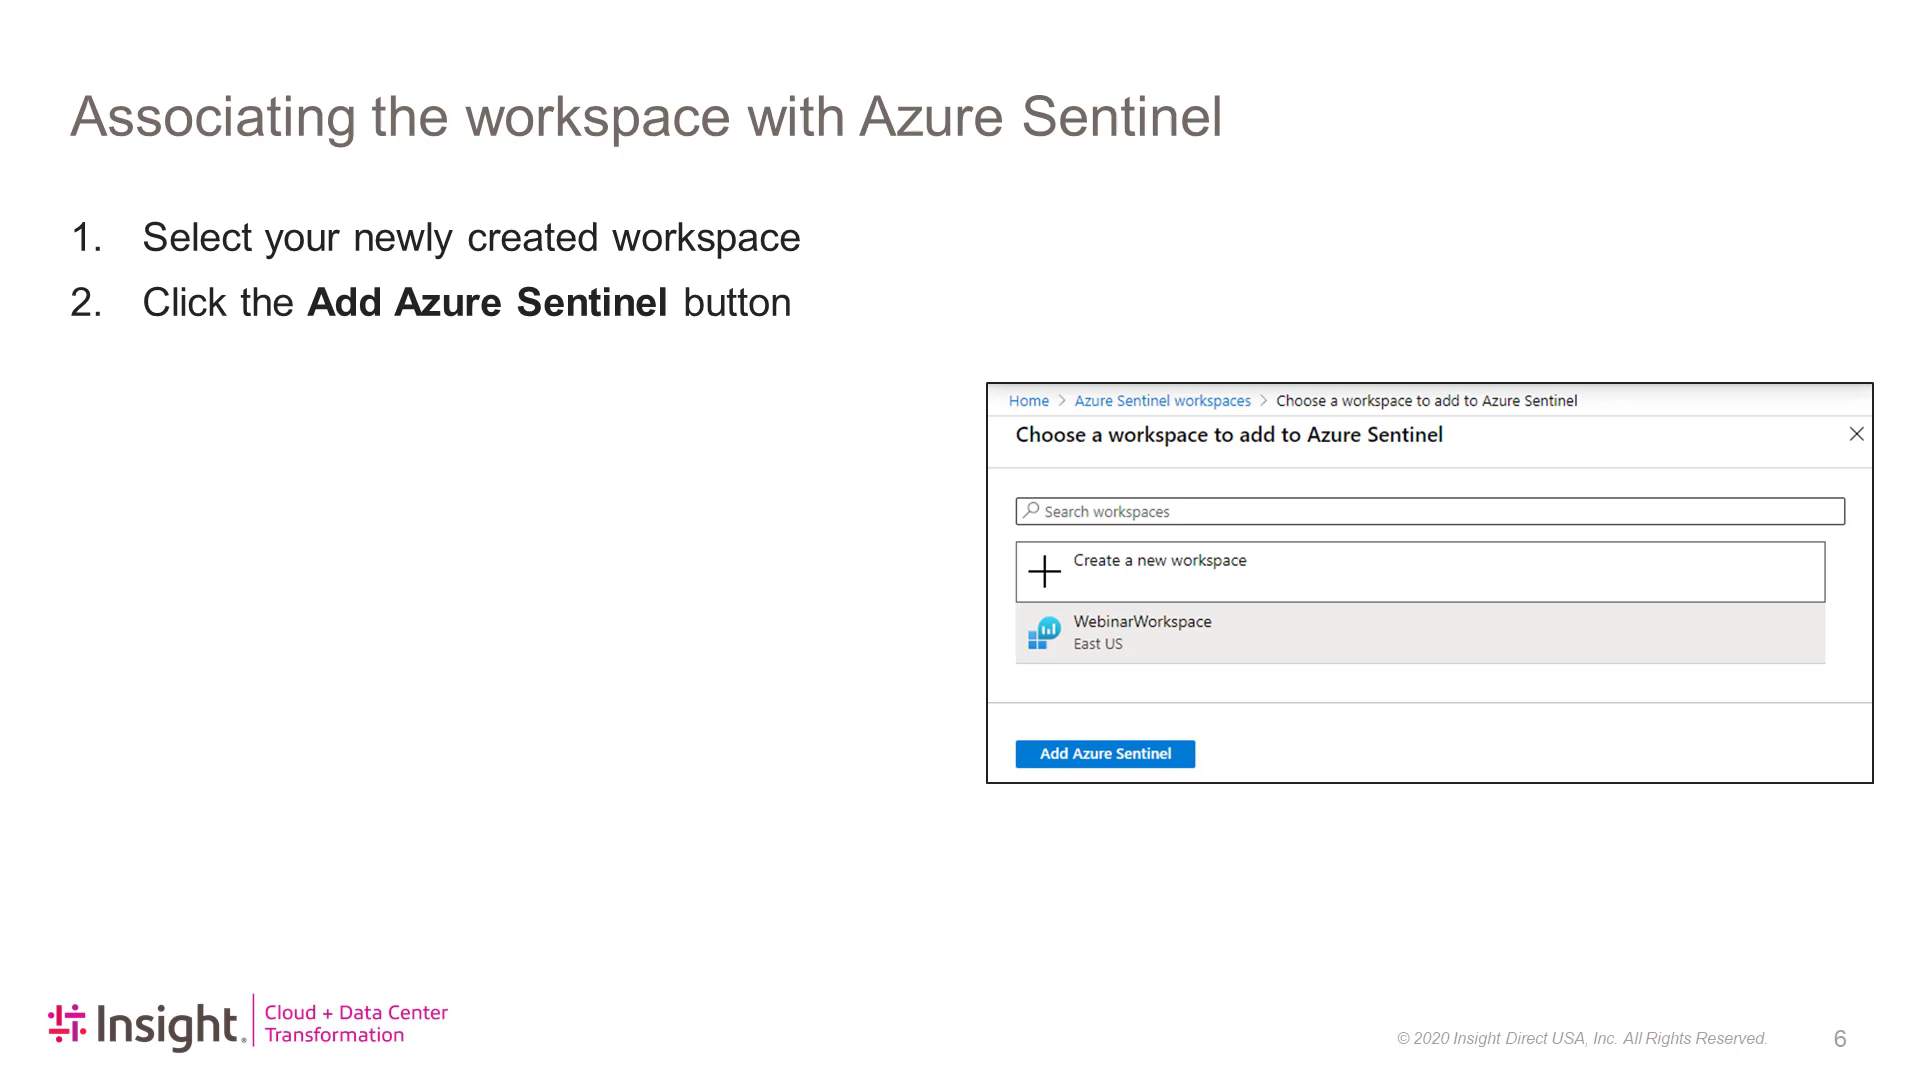 Associating the workspace with Azure Sentinel
1. Select your newly created workspace
2. Click the Add Azure Sentinel button
Home > Azure Sentinel workspaces > Choose a workspace to add to Azure Sentinel
Choose a workspace to add to Azure Sentinel
Search workspaces
Create a new workspace
WebinarWorkspace
East US
Add Azure Sentinel
Insight.
Cloud + Data Center
Transformation
© 2020 Insight Direct USA, Inc. All Rights Reserved.
6